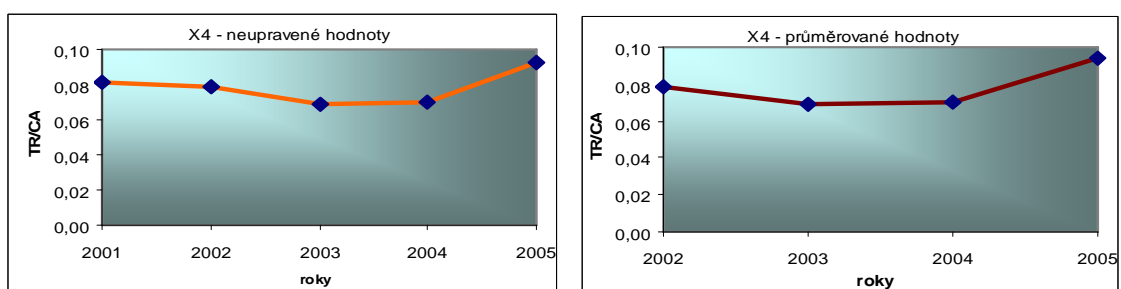 X4 - neupravené hodnoty
TR/CA
0,10
0,08
0,06
0,04
0,02
0,00
2001 2002 2003 2004 2005
roky
X4 - průměrované hodnoty
TR/CA
0,10
0,08
0,06
0,04
0,02
0,00
2002 2003 2004 2005
roky